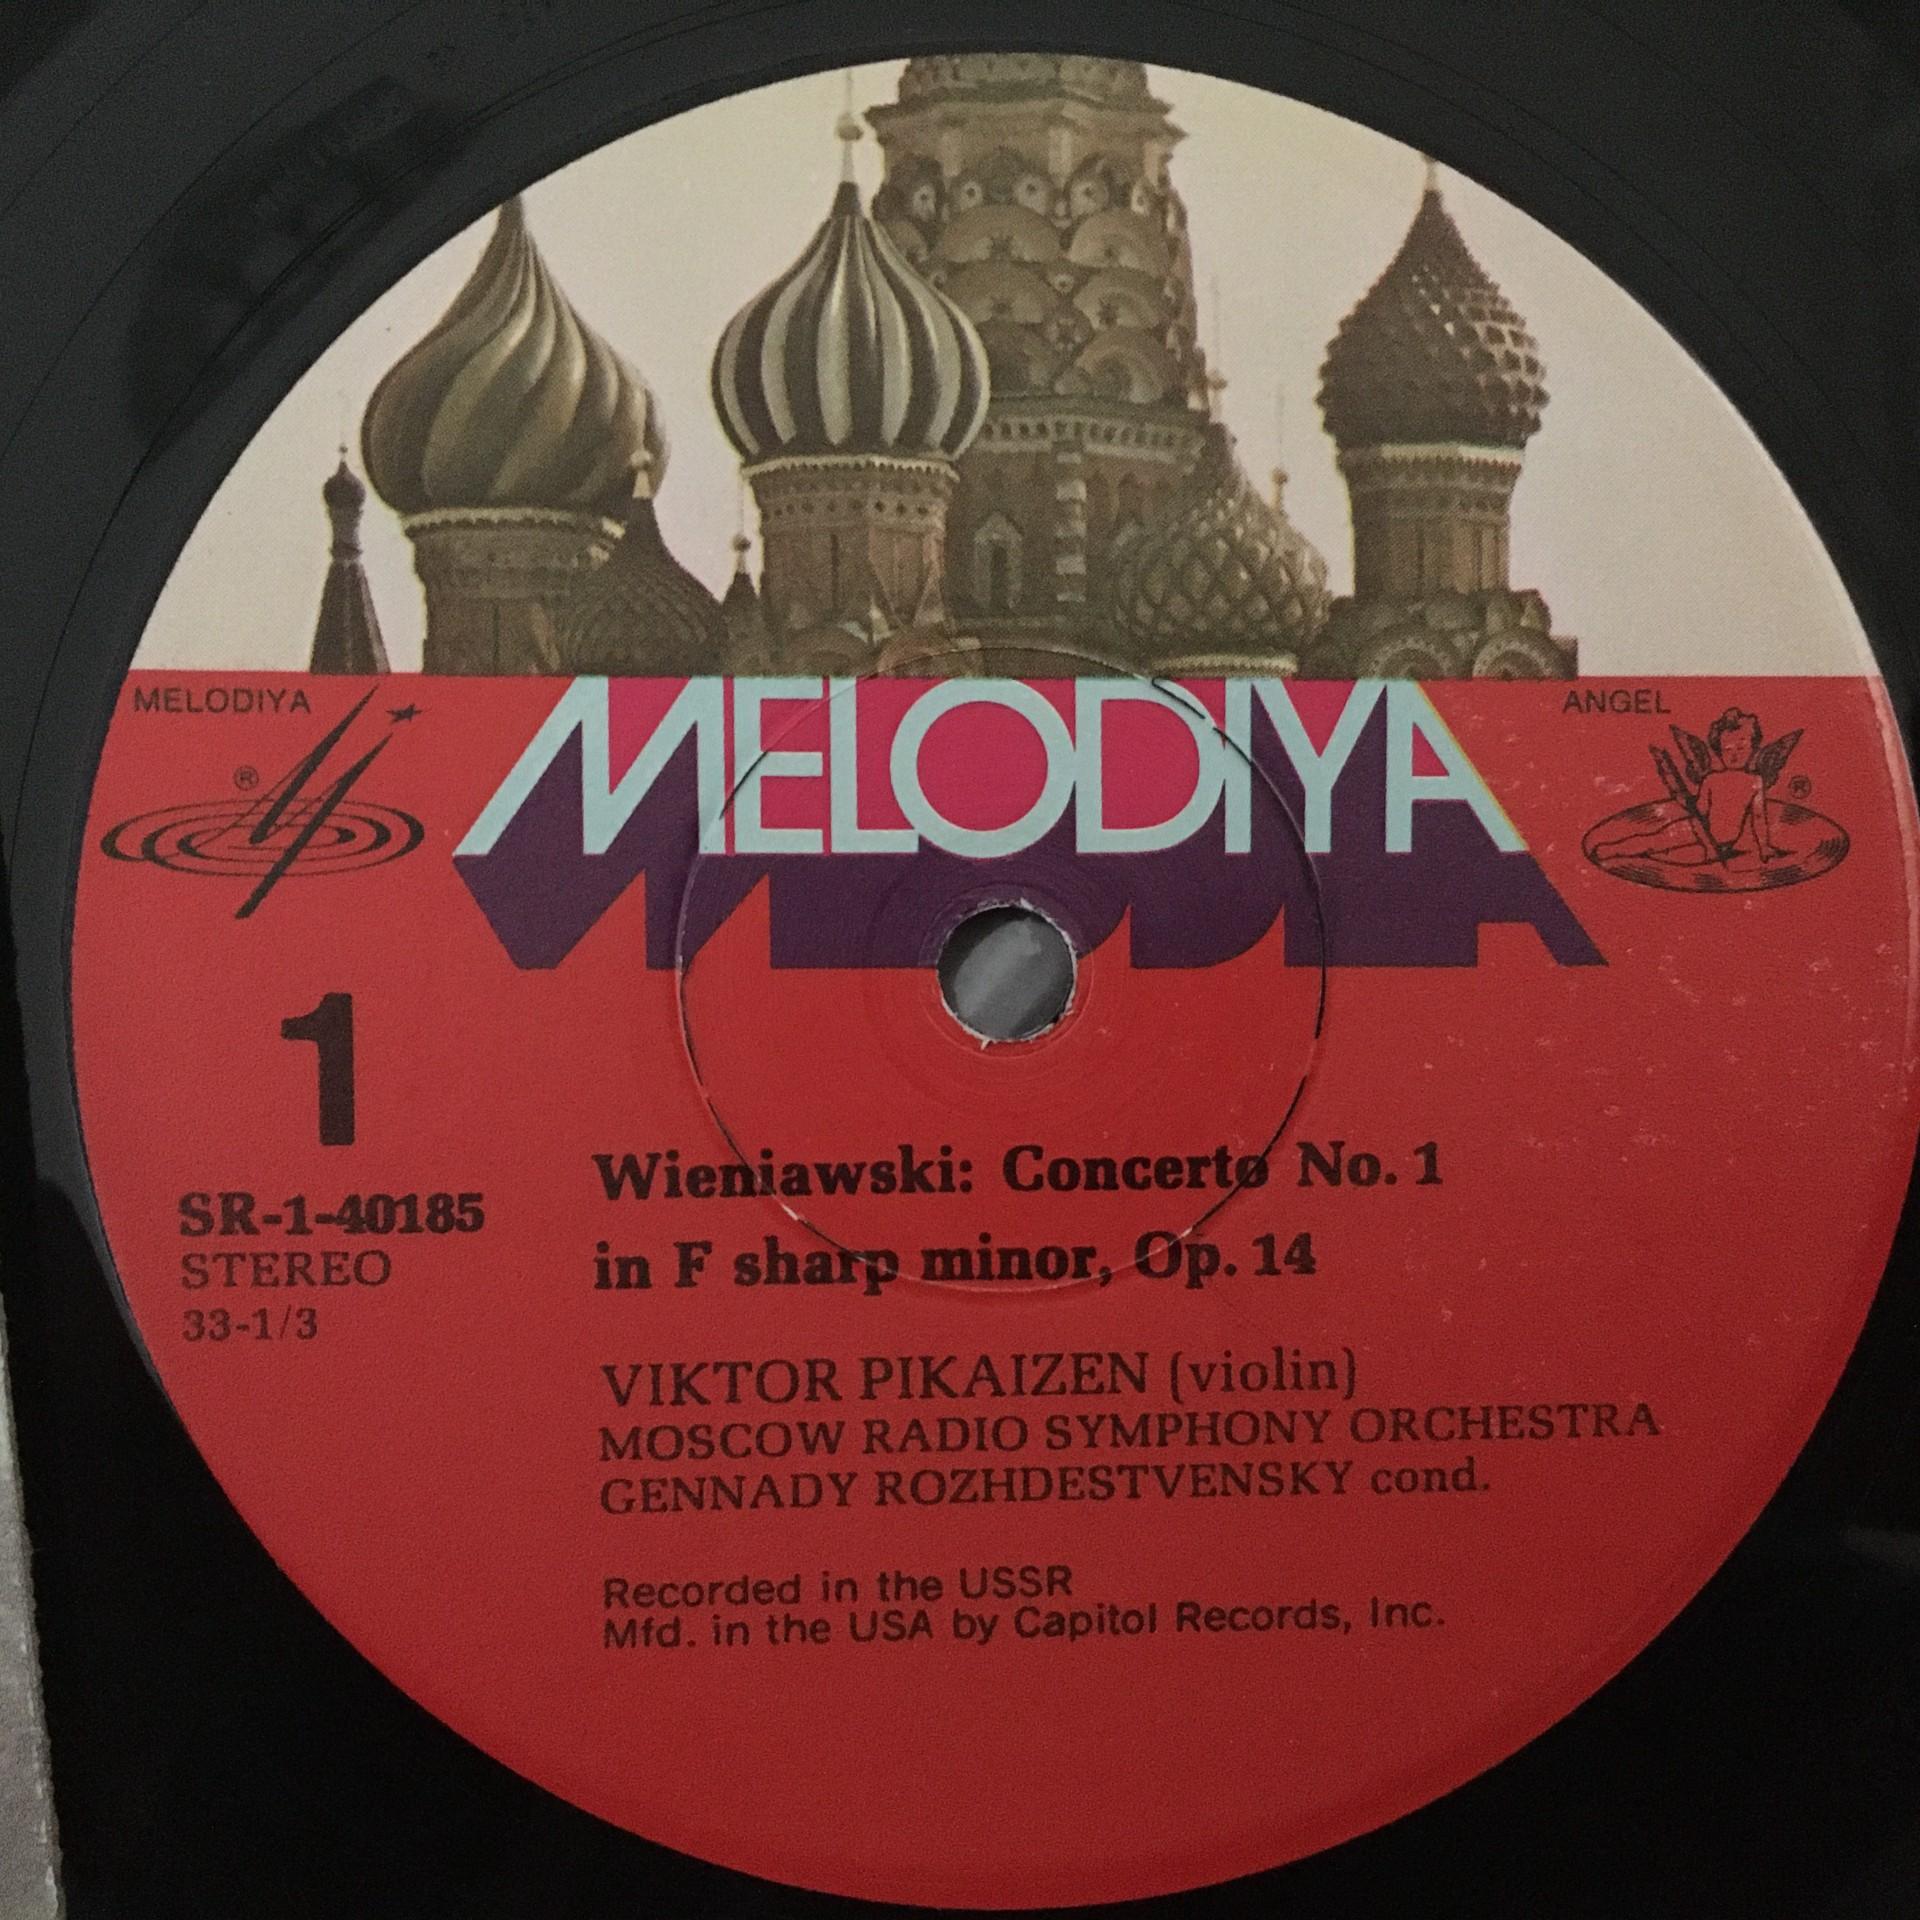 MELODIYA
MELODIYA
ANGEL
®
®
1
SR-1-40185
STEREO
33-1/3
Wieniawski: Concerto No. 1
in F sharp minor, Op. 14
VIKTOR PIKAIZEN (violin)
MOSCOW RADIO SYMPHONY ORCHESTRA
GENNADY ROZHDESTVENSKY cond.
Recorded in the USSR
Mfd. in the USA by Capitol Records, Inc.